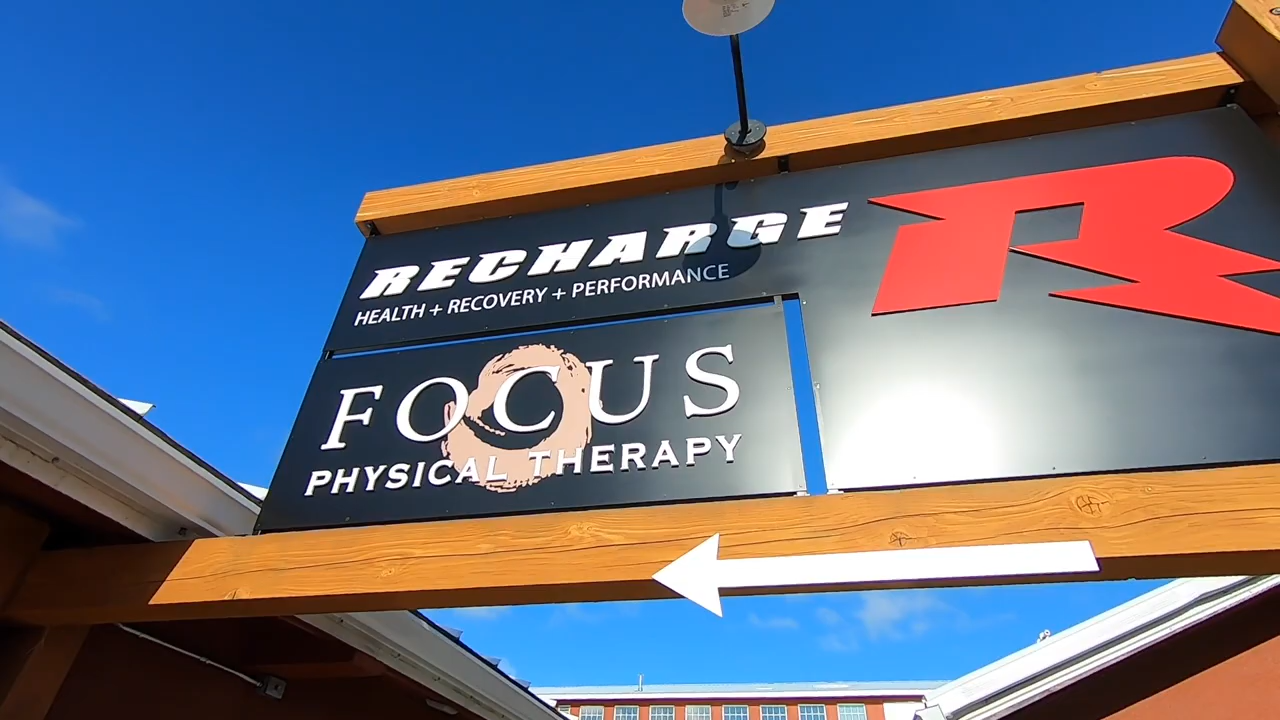 RECHARGE
HEALTH + RECOVERY + PERFORMANCE
R
FOCUS
PHYSICAL THERAPY